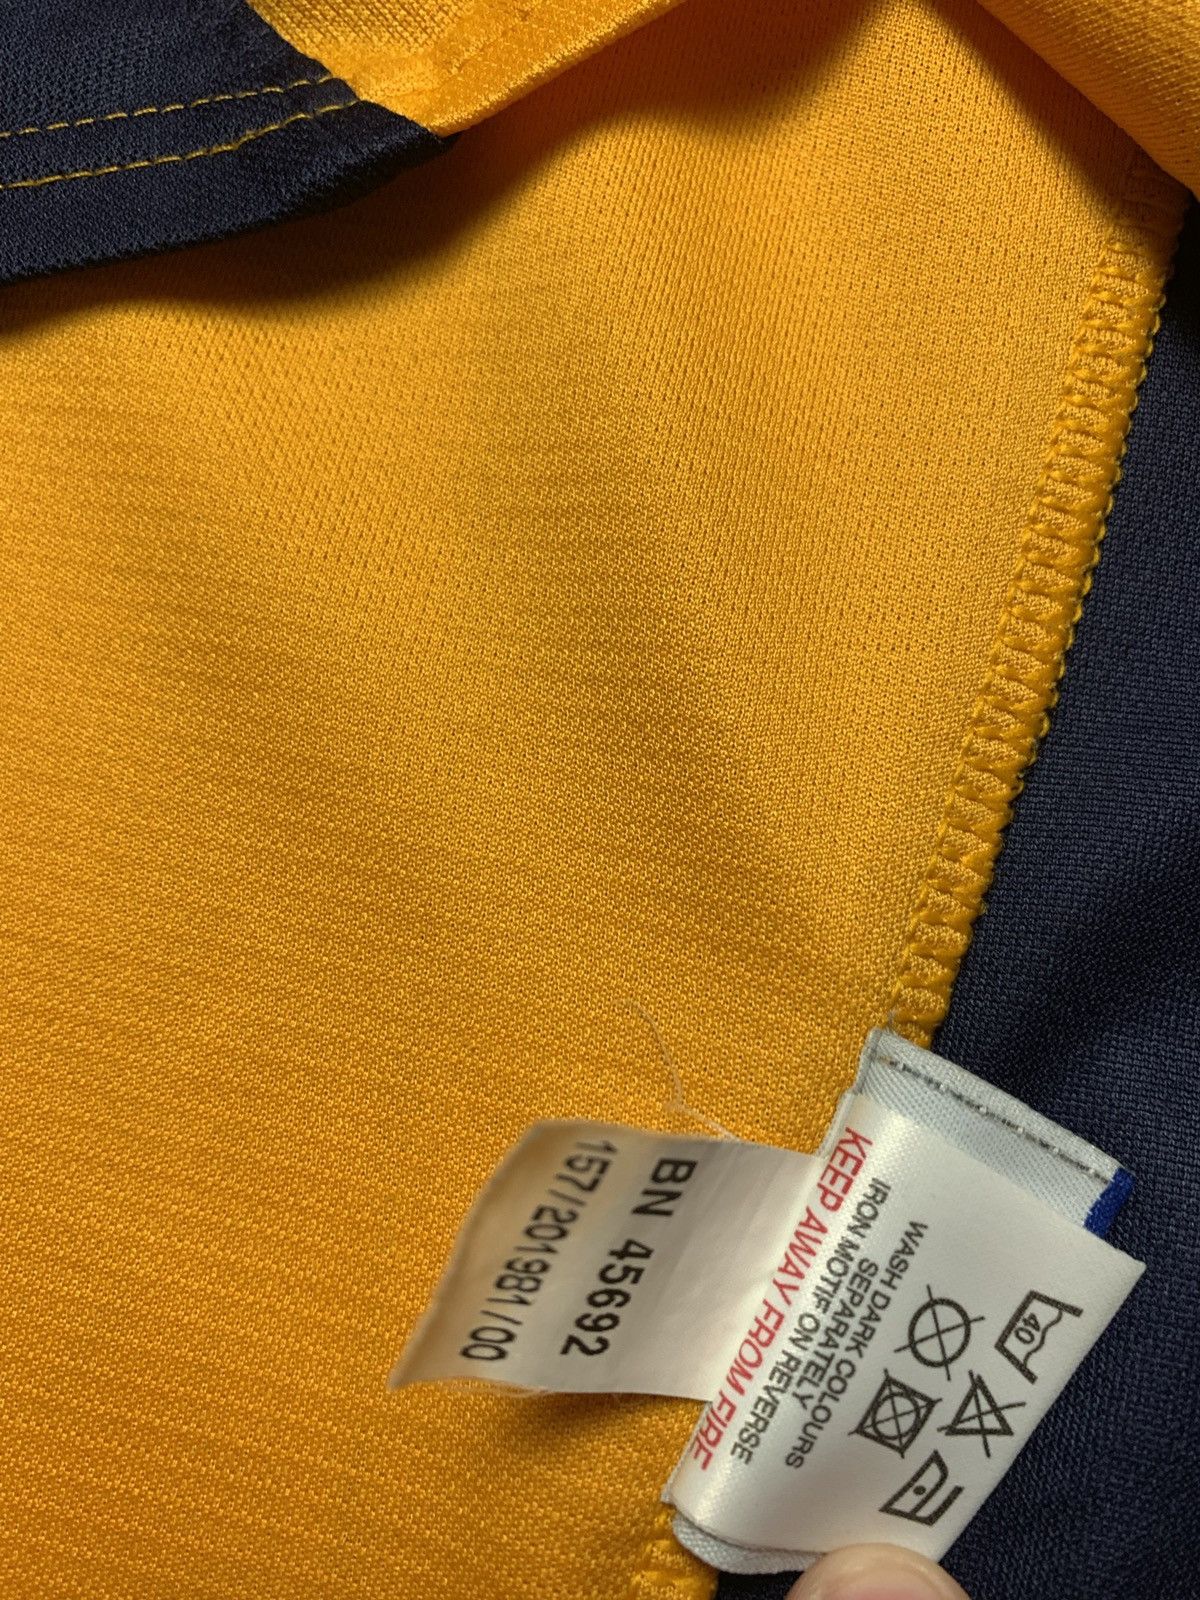 40
WASH DARK COLOURS
SEPARATELY
IRON MOTIF ON REVERSE
KEEP AWAY FROM FIRE
BN 45692
157/201981/00